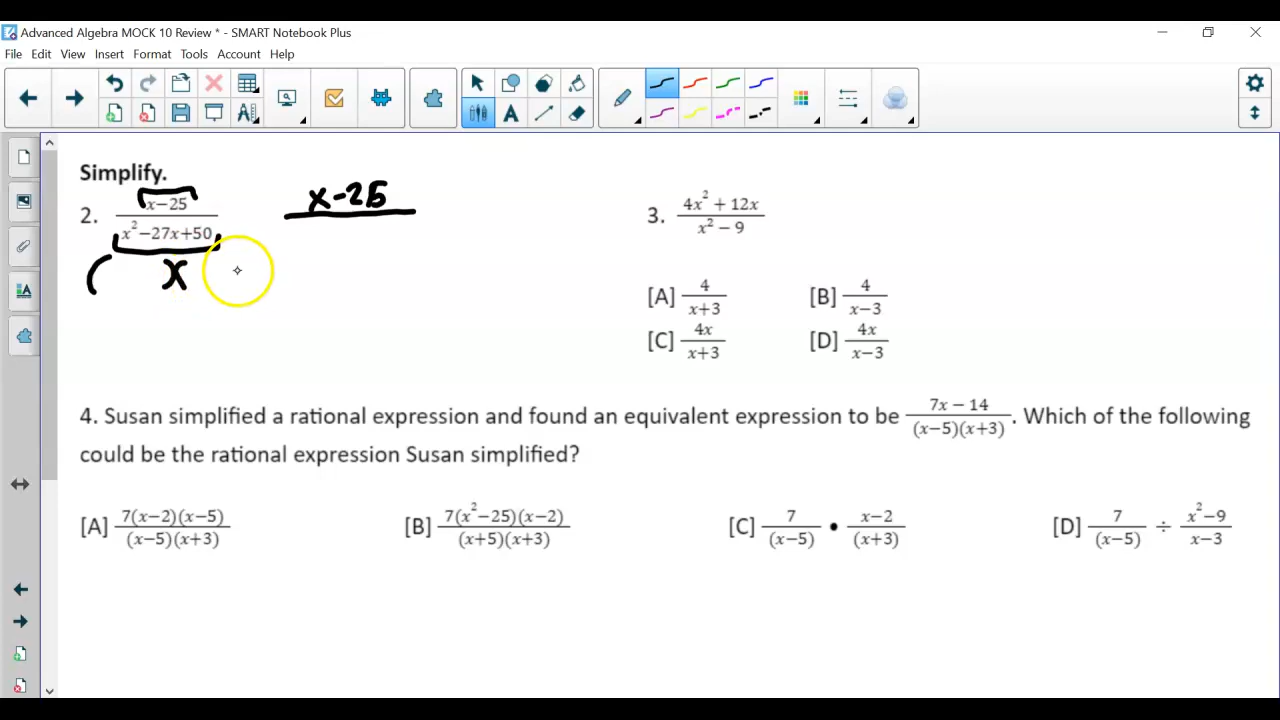 Advanced Algebra MOCK 10 Review * - SMART Notebook Plus
File Edit View Insert Format Tools Account Help
Simplify.
2. x−25 / x²−27x+50
x-25
( x
3. 4x² + 12x / x² − 9
[A] 4 / x+3 [B] 4 / x−3
[C] 4x / x+3 [D] 4x / x−3
4. Susan simplified a rational expression and found an equivalent expression to be 7x − 14 / (x−5)(x+3). Which of the following
could be the rational expression Susan simplified?
[A] 7(x−2)(x−5) / (x−5)(x+3) [B] 7(x²−25)(x−2) / (x+5)(x+3) [C] 7 / (x−5) • x−2 / (x+3) [D] 7 / (x−5) ÷ x²−9 / x−3